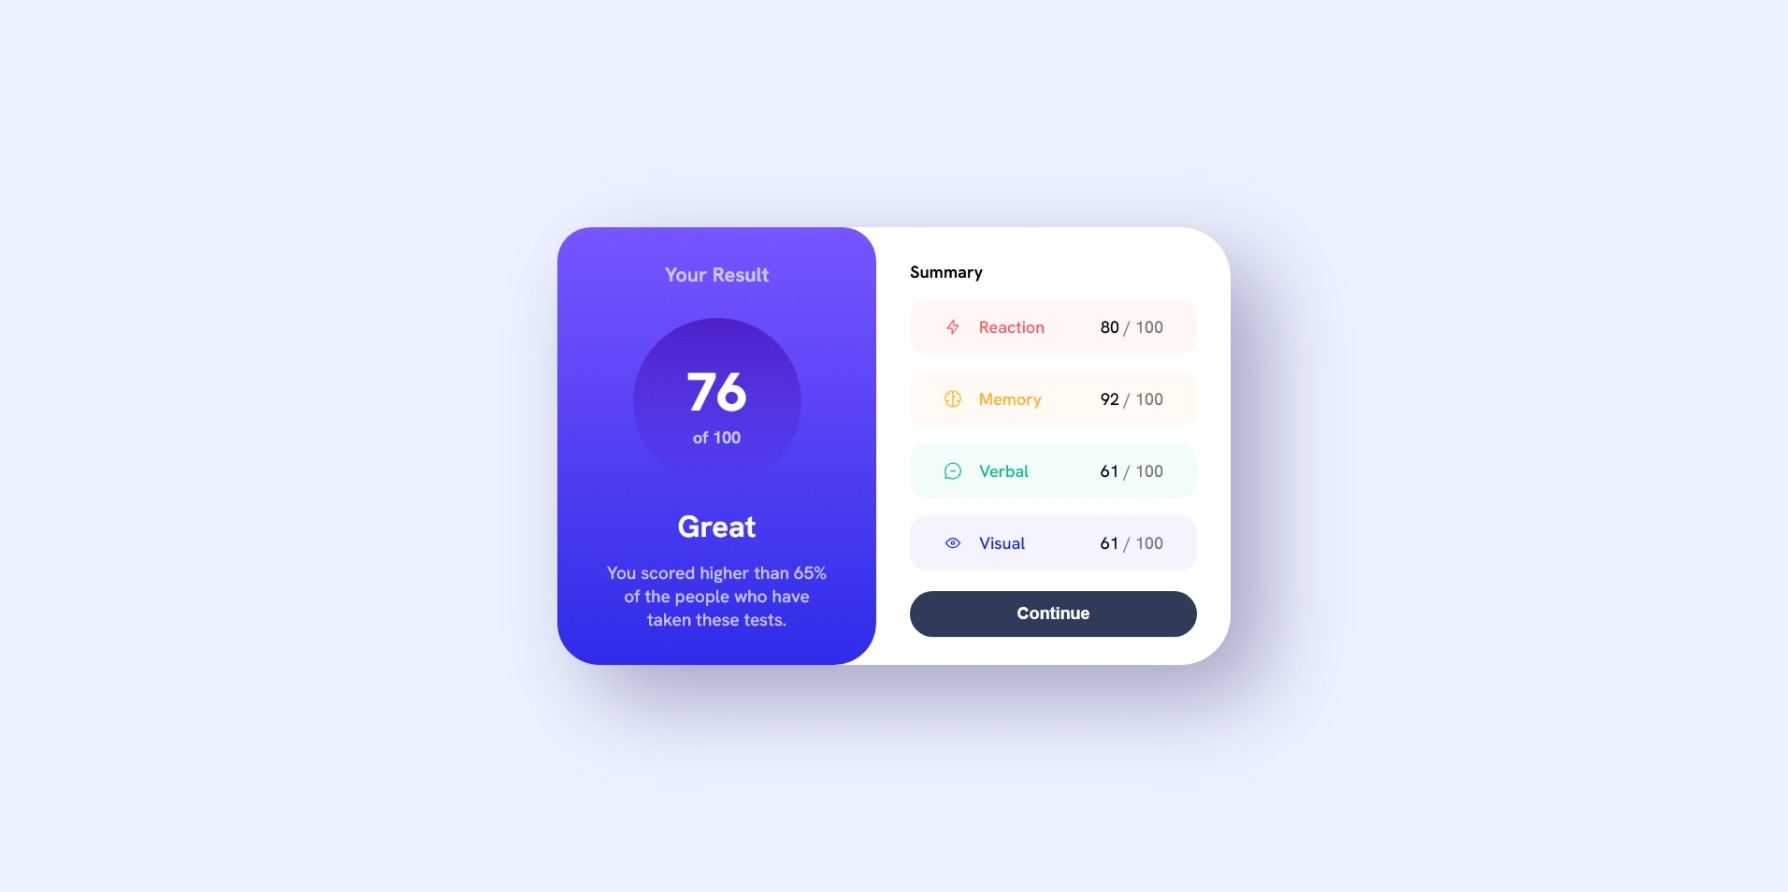 Your Result
76
of 100
Great
You scored higher than 65%
of the people who have
taken these tests.
Summary
Reaction 80 / 100
Memory 92 / 100
Verbal 61 / 100
Visual 61 / 100
Continue